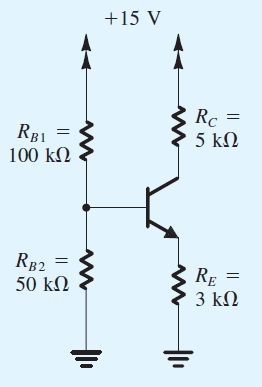 +15 V
R_B1 =
100 kΩ
R_C =
5 kΩ
R_B2 =
50 kΩ
R_E =
3 kΩ